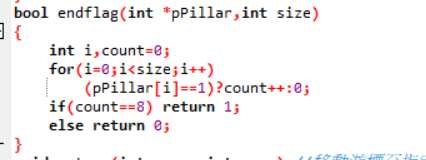 bool endflag(int *pPillar,int size)
{
int i,count=0;
for(i=0;i<size;i++)
(pPillar[i]==1)?count++:0;
if(count==8) return 1;
else return 0;
}